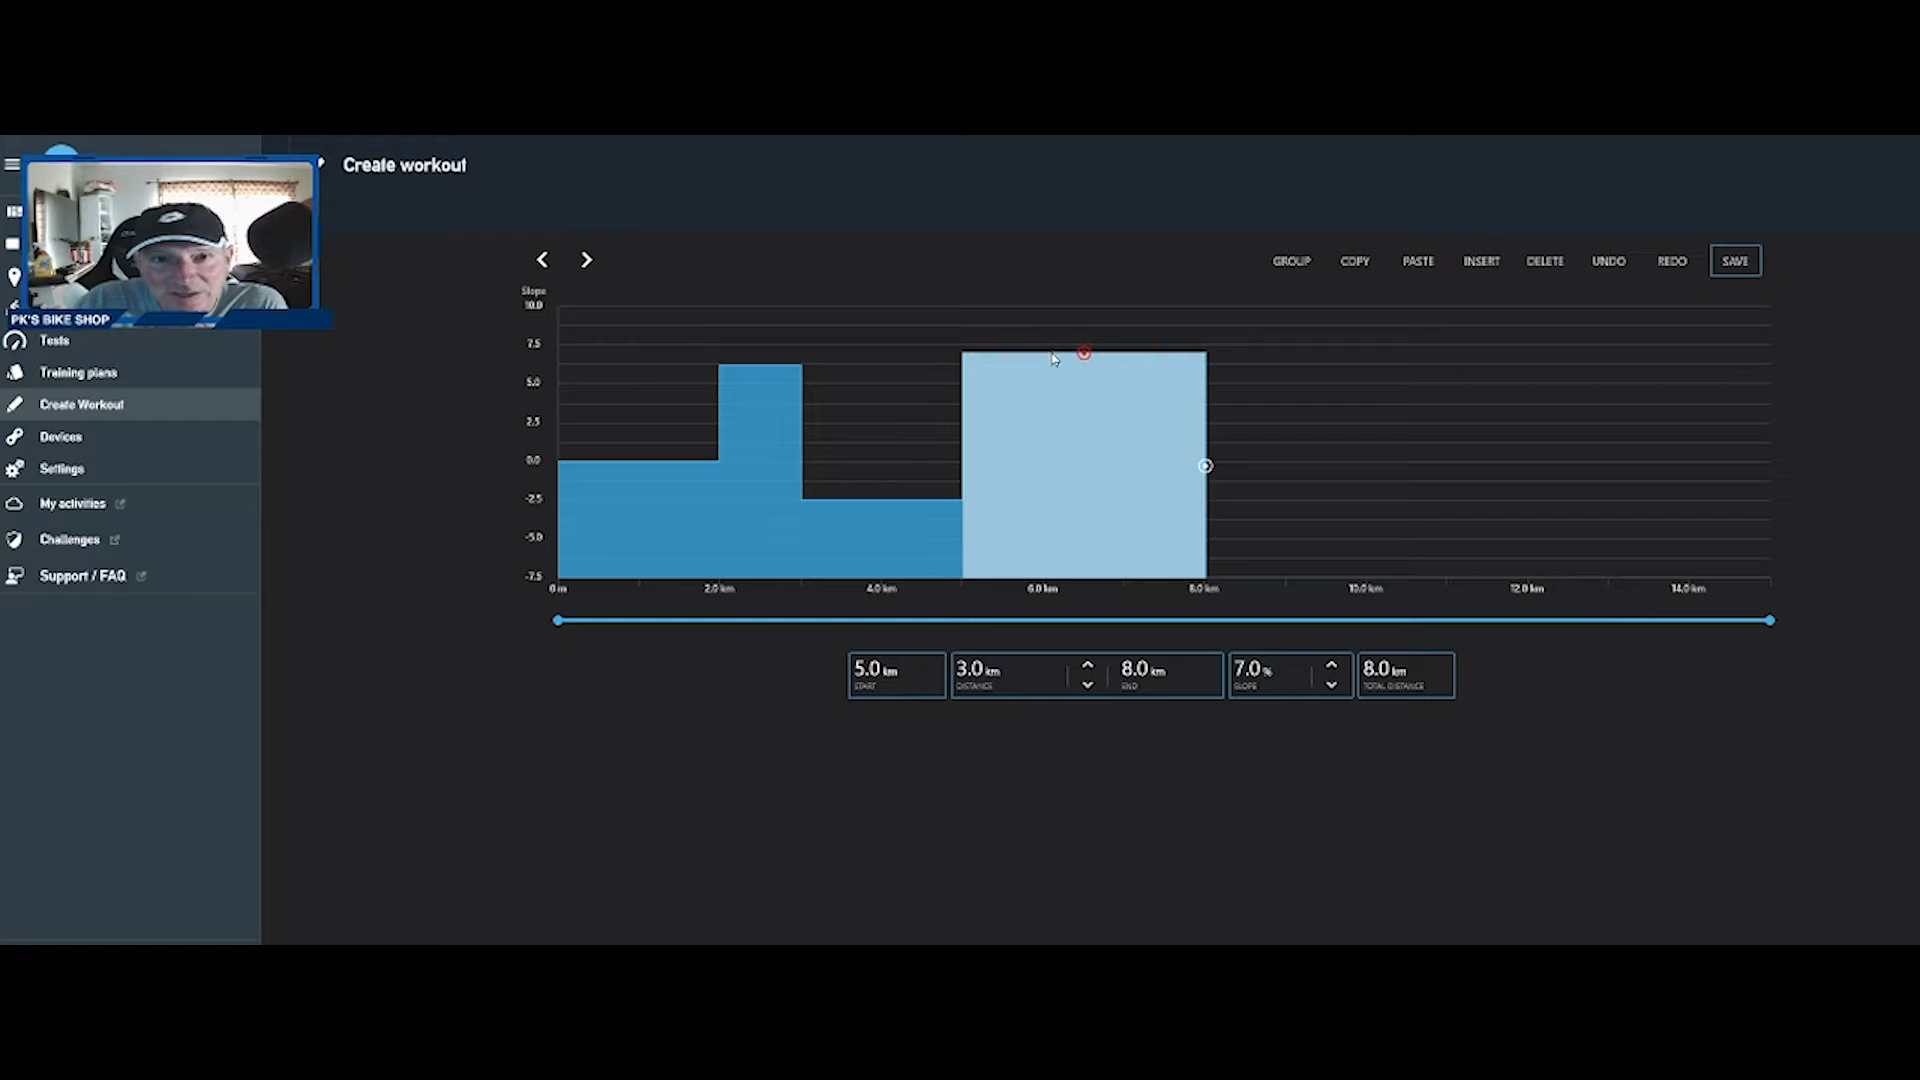 Create workout
PK'S BIKE SHOP
Tests
Training plans
Create Workout
Devices
Settings
My activities
Challenges
Support / FAQ
GROUP COPY PASTE INSERT DELETE UNDO REDO SAVE
Slope
10.0
7.5
5.0
2.5
0.0
-2.5
-5.0
-7.5
0 m 2.0 km 4.0 km 6.0 km 8.0 km 10.0 km 12.0 km 14.0 km
5.0 km 3.0 km 8.0 km 7.0 % 8.0 km
START DISTANCE END SLOPE TOTAL DISTANCE